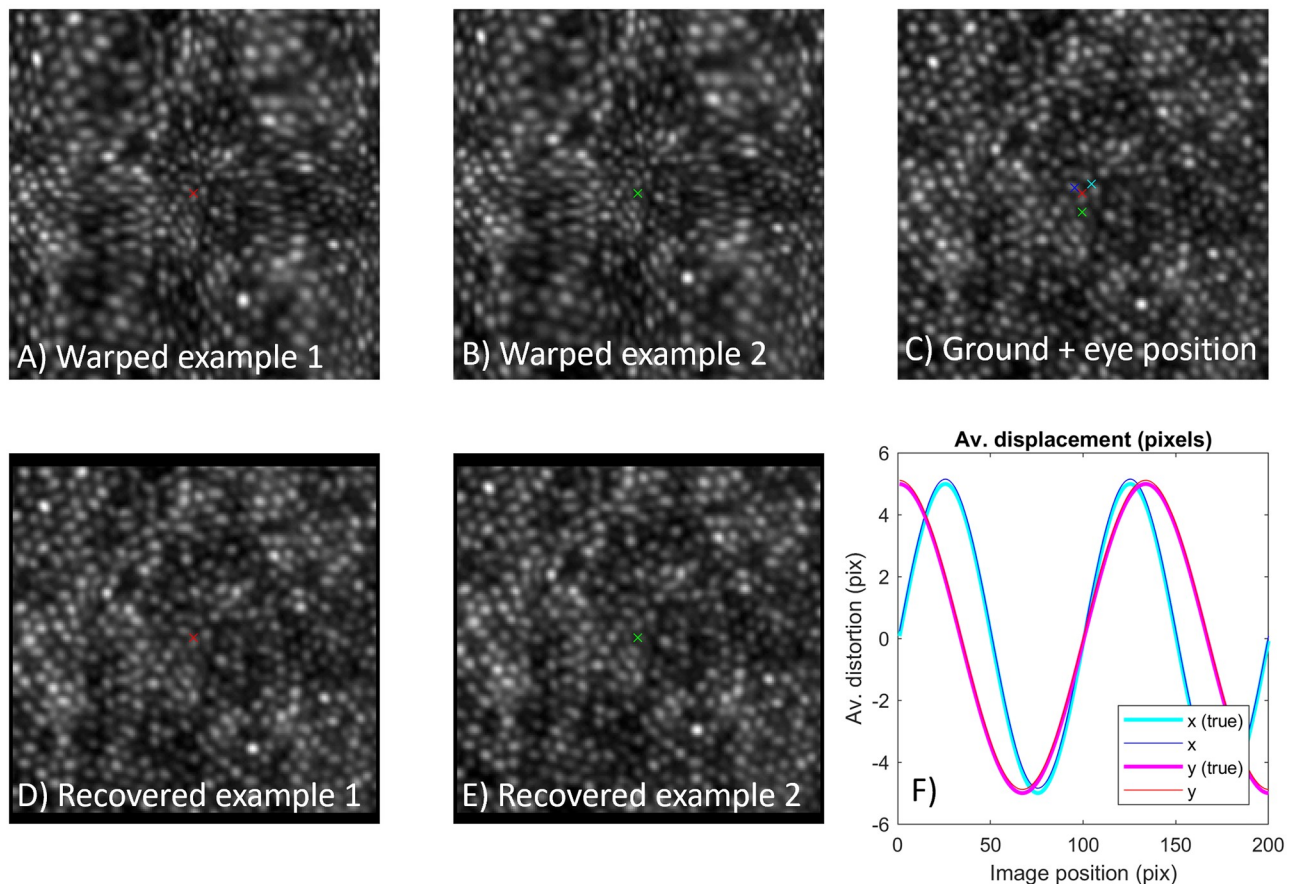 A) Warped example 1
B) Warped example 2
C) Ground + eye position
D) Recovered example 1
E) Recovered example 2
Av. displacement (pixels)
Av. distortion (pix)
6
4
2
0
-2
-4
-6
x (true)
x
y (true)
y
F)
0
50
100
150
200
Image position (pix)